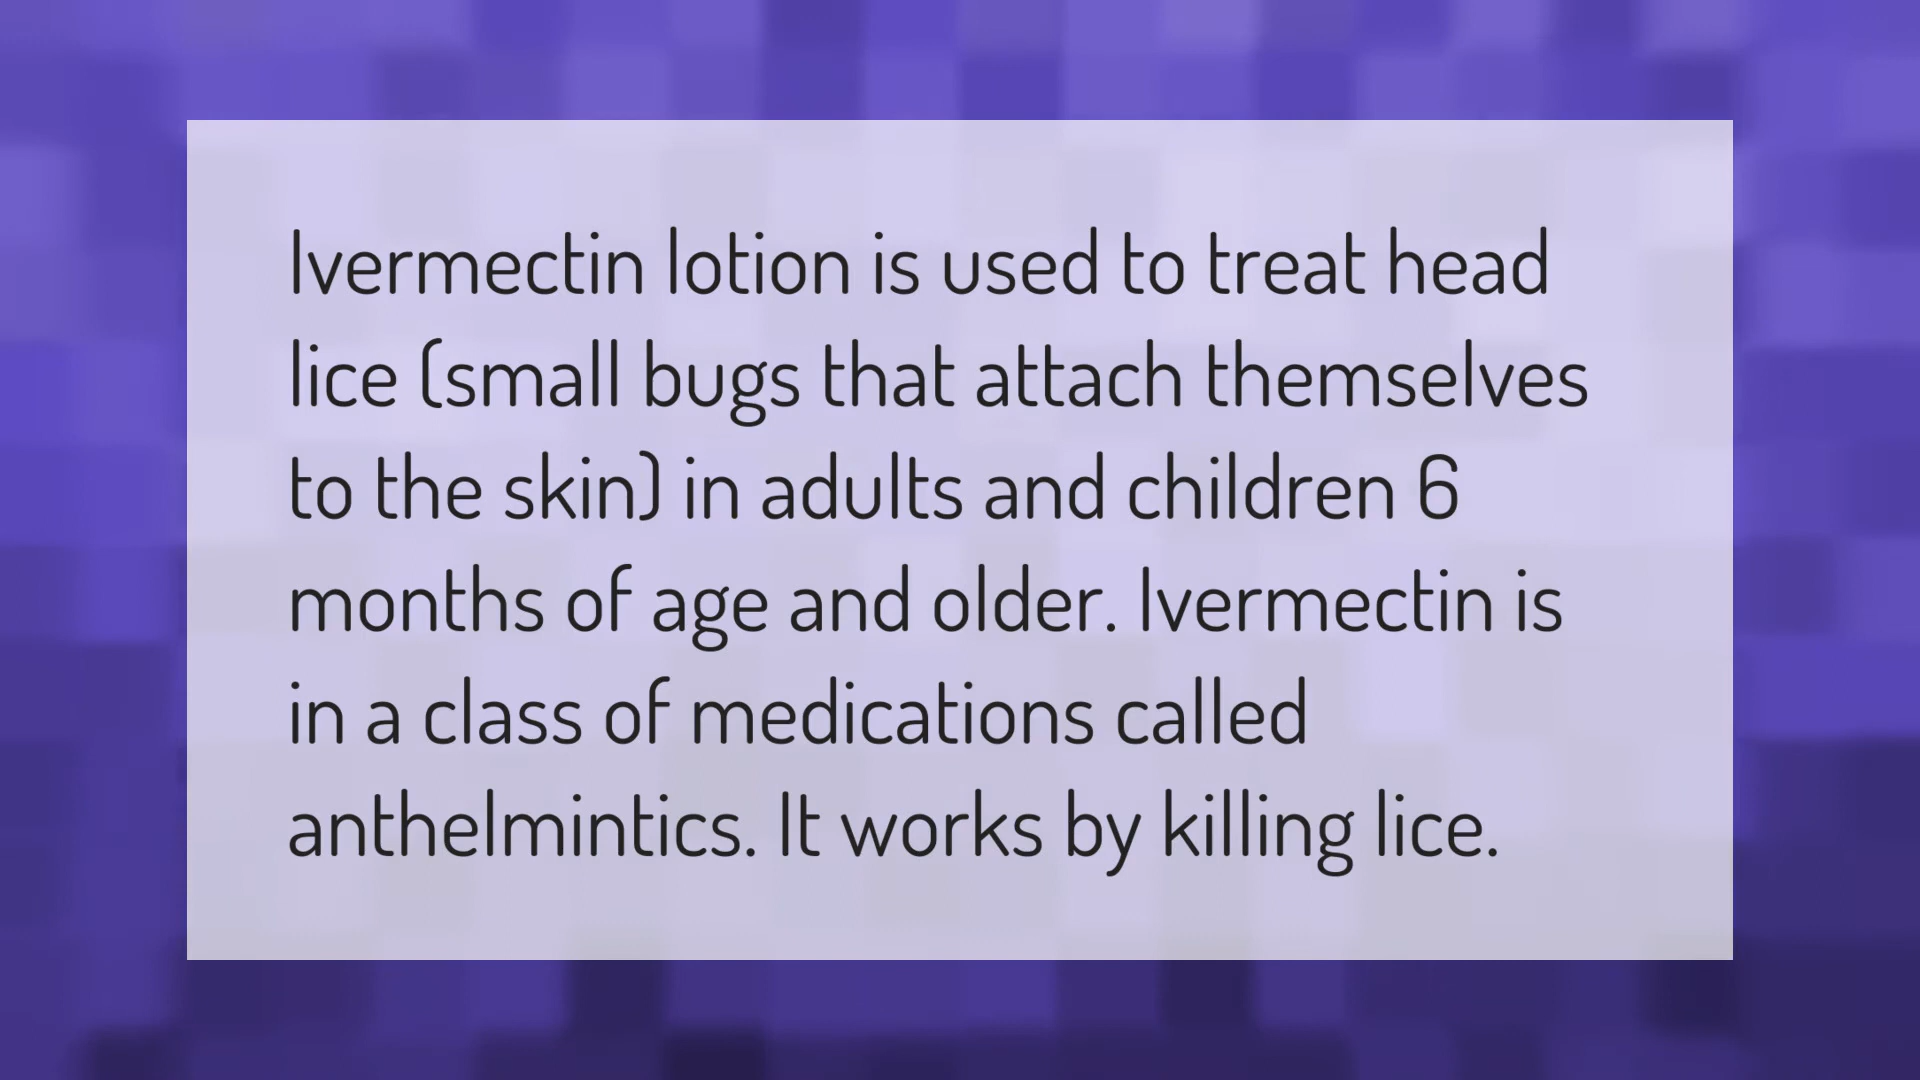 Ivermectin lotion is used to treat head
lice (small bugs that attach themselves
to the skin) in adults and children 6
months of age and older. Ivermectin is
in a class of medications called
anthelmintics. It works by killing lice.